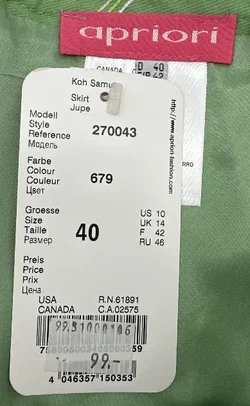 apriori
D 40
CANADA
Koh Samui
Skirt
Jupe
Modell
Style
Reference
Модель
270043
Farbe
Colour
Couleur
Цвет
679
Groesse
Size
Taille
Размер
40
US 10
UK 14
F 42
RU 46
Preis
Price
Prix
Цена
USA R.N.61891
CANADA C.A.02575
99.-
4 046357 150353
http://www.apriori-fashion.com